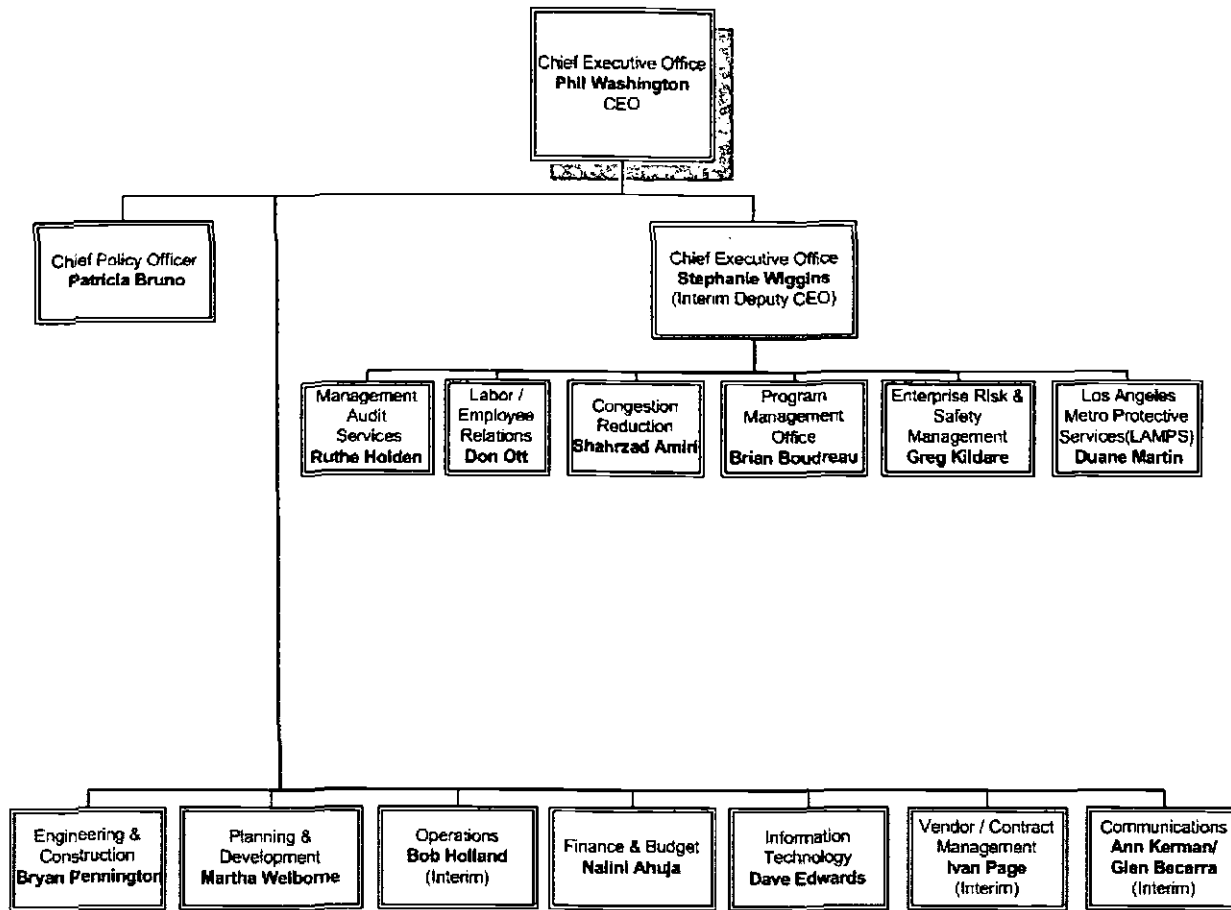 Chief Executive Office
Phil Washington
CEO
Chief Policy Officer
Patricia Bruno
Chief Executive Office
Stephanie Wiggins
(Interim Deputy CEO)
Management
Audit
Services
Ruthe Holden
Labor /
Employee
Relations
Don Ott
Congestion
Reduction
Shahrzad Amiri
Program
Management
Office
Brian Boudreau
Enterprise Risk &
Safety
Management
Greg Kildare
Los Angeles
Metro Protective
Services(LAMPS)
Duane Martin
Engineering &
Construction
Bryan Pennington
Planning &
Development
Martha Welborne
Operations
Bob Holland
(Interim)
Finance & Budget
Nalini Ahuja
Information
Technology
Dave Edwards
Vendor / Contract
Management
Ivan Page
(Interim)
Communications
Ann Kerman/
Glen Becerra
(Interim)